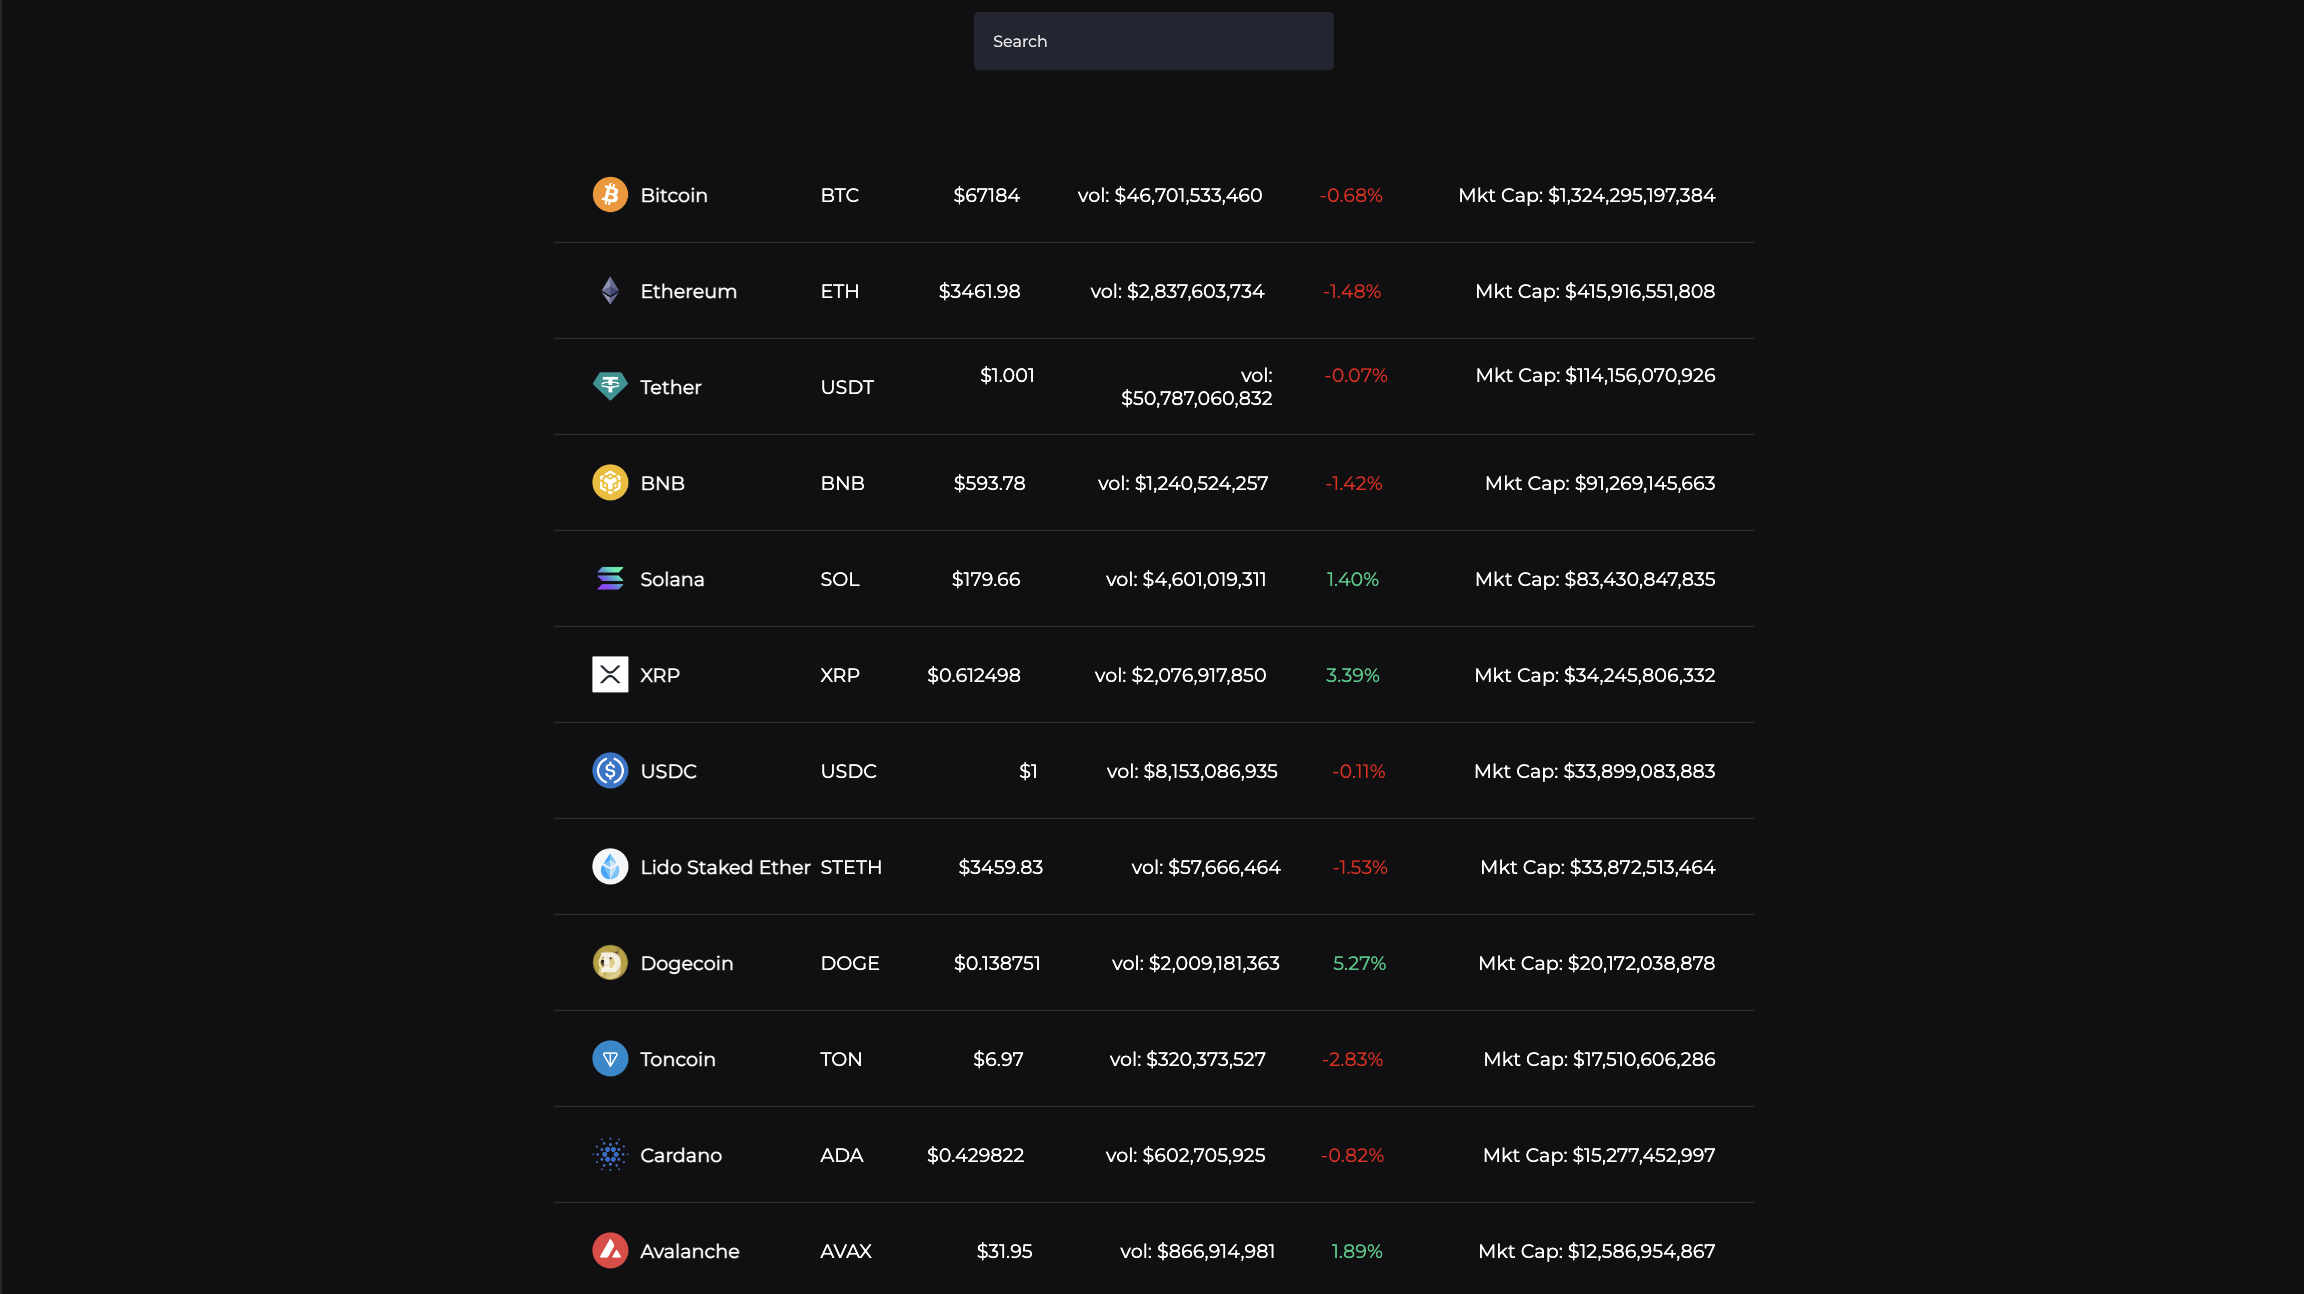 Search
Bitcoin BTC $67184 vol: $46,701,533,460 -0.68% Mkt Cap: $1,324,295,197,384
Ethereum ETH $3461.98 vol: $2,837,603,734 -1.48% Mkt Cap: $415,916,551,808
Tether USDT $1.001 vol: $50,787,060,832 -0.07% Mkt Cap: $114,156,070,926
BNB BNB $593.78 vol: $1,240,524,257 -1.42% Mkt Cap: $91,269,145,663
Solana SOL $179.66 vol: $4,601,019,311 1.40% Mkt Cap: $83,430,847,835
XRP XRP $0.612498 vol: $2,076,917,850 3.39% Mkt Cap: $34,245,806,332
USDC USDC $1 vol: $8,153,086,935 -0.11% Mkt Cap: $33,899,083,883
Lido Staked Ether STETH $3459.83 vol: $57,666,464 -1.53% Mkt Cap: $33,872,513,464
Dogecoin DOGE $0.138751 vol: $2,009,181,363 5.27% Mkt Cap: $20,172,038,878
Toncoin TON $6.97 vol: $320,373,527 -2.83% Mkt Cap: $17,510,606,286
Cardano ADA $0.429822 vol: $602,705,925 -0.82% Mkt Cap: $15,277,452,997
Avalanche AVAX $31.95 vol: $866,914,981 1.89% Mkt Cap: $12,586,954,867